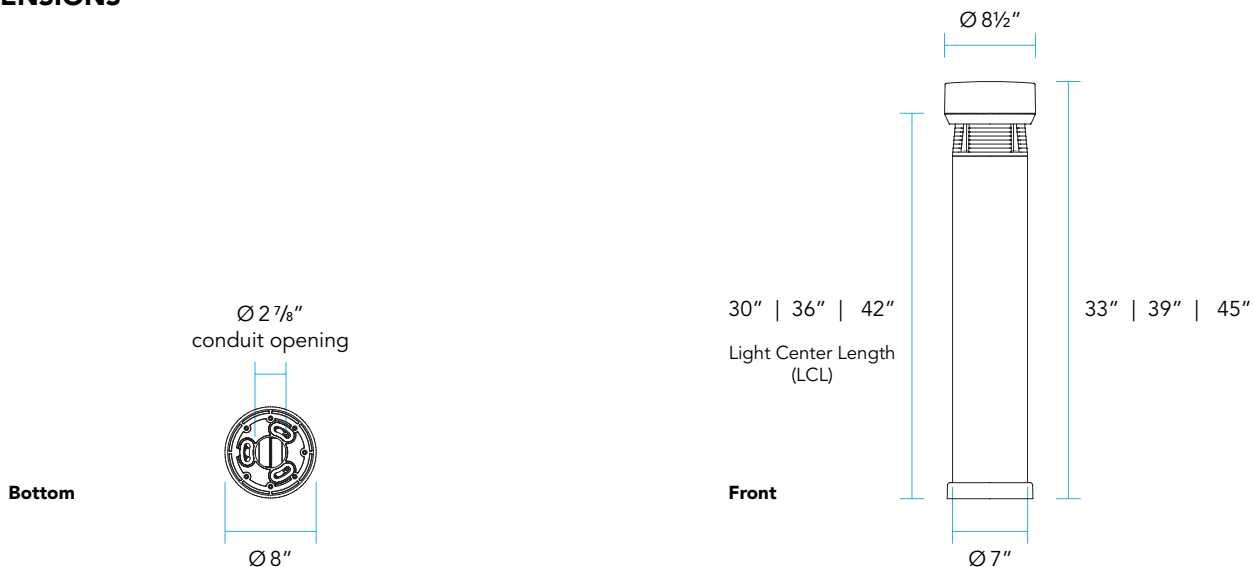 ENSIONS
Ø 8½″
30″ | 36″ | 42″
33″ | 39″ | 45″
Light Center Length
(LCL)
Ø 2 ⅞″
conduit opening
Bottom
Front
Ø 8″
Ø 7″